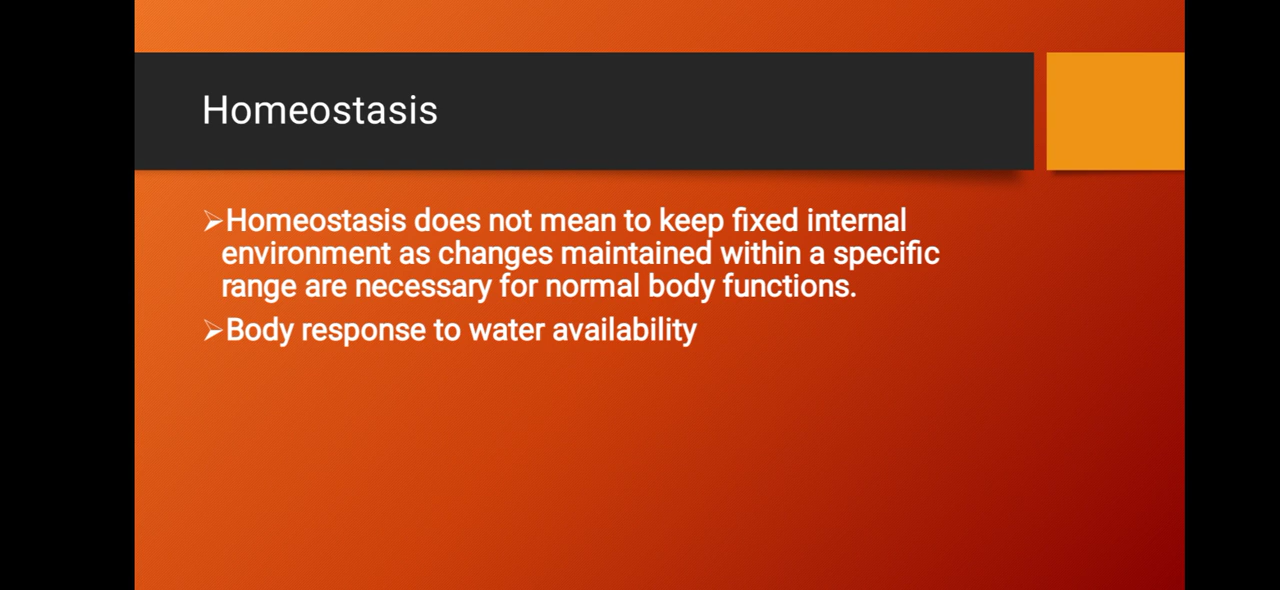 Homeostasis
➢Homeostasis does not mean to keep fixed internal
environment as changes maintained within a specific
range are necessary for normal body functions.
➢Body response to water availability